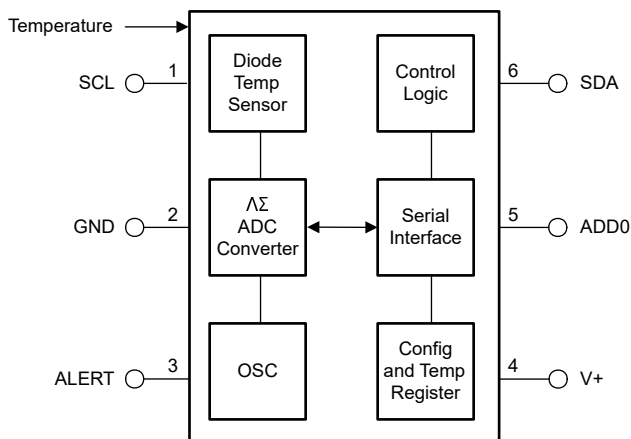 Temperature
SCL
1
Diode
Temp
Sensor
Control
Logic
6
SDA
GND
2
ΛΣ
ADC
Converter
Serial
Interface
5
ADD0
ALERT
3
OSC
Config
and Temp
Register
4
V+